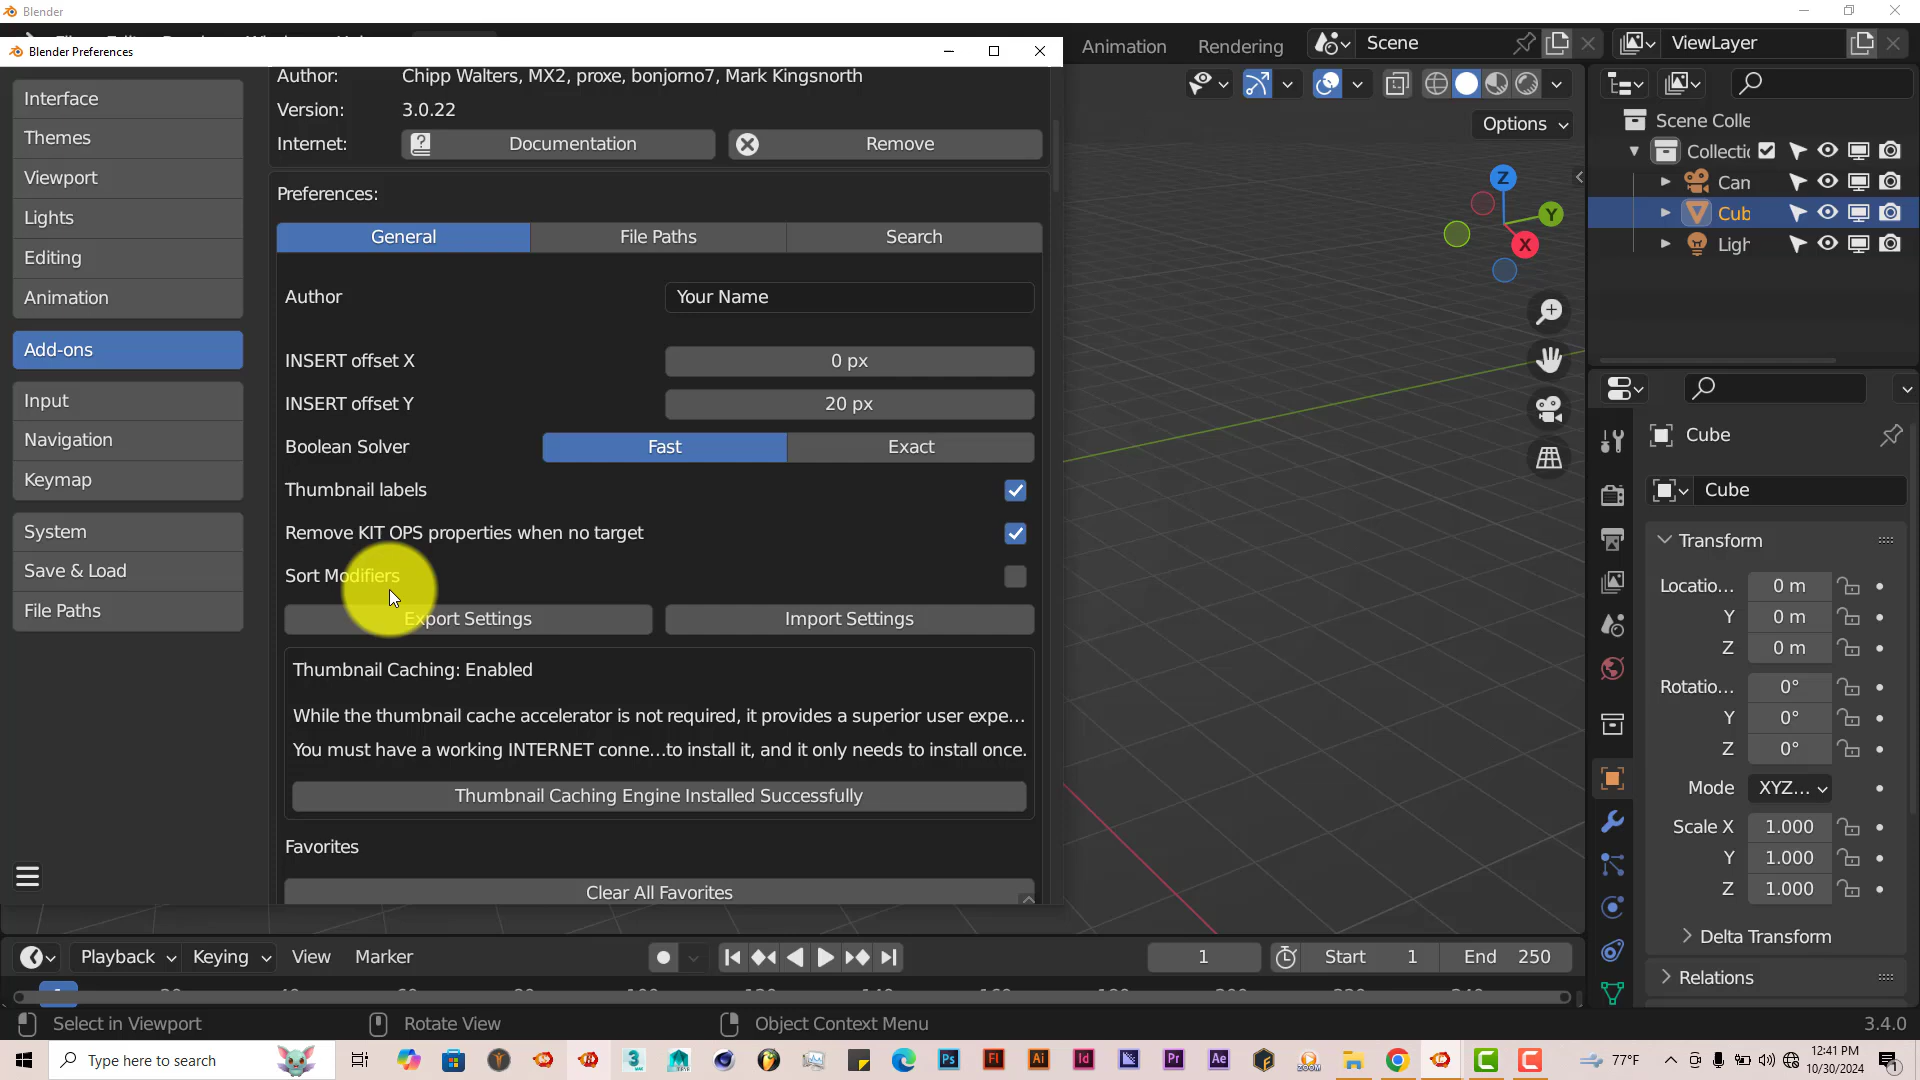 Blender
Blender Preferences
Animation
Rendering
Scene
ViewLayer
Interface
Themes
Viewport
Lights
Editing
Animation
Add-ons
Input
Navigation
Keymap
System
Save & Load
File Paths
Author: Chipp Walters, MX2, proxe, bonjorno7, Mark Kingsnorth
Version: 3.0.22
Internet: Documentation Remove
Preferences:
General File Paths Search
Author Your Name
INSERT offset X 0 px
INSERT offset Y 20 px
Boolean Solver Fast Exact
Thumbnail labels
Remove KIT OPS properties when no target
Sort Modifiers
Export Settings Import Settings
Thumbnail Caching: Enabled
While the thumbnail cache accelerator is not required, it provides a superior user expe...
You must have a working INTERNET conne...to install it, and it only needs to install once.
Thumbnail Caching Engine Installed Successfully
Favorites
Clear All Favorites
Options
Z
Y
X
Scene Colle
Collectic
Can
Cub
Ligh
Cube
Cube
Transform
Locatio... 0 m
Y 0 m
Z 0 m
Rotatio... 0°
Y 0°
Z 0°
Mode XYZ...
Scale X 1.000
Y 1.000
Z 1.000
Delta Transform
Relations
Playback Keying View Marker
1 Start 1 End 250
Select in Viewport Rotate View Object Context Menu 3.4.0
Type here to search
77°F
12:41 PM
10/30/2024